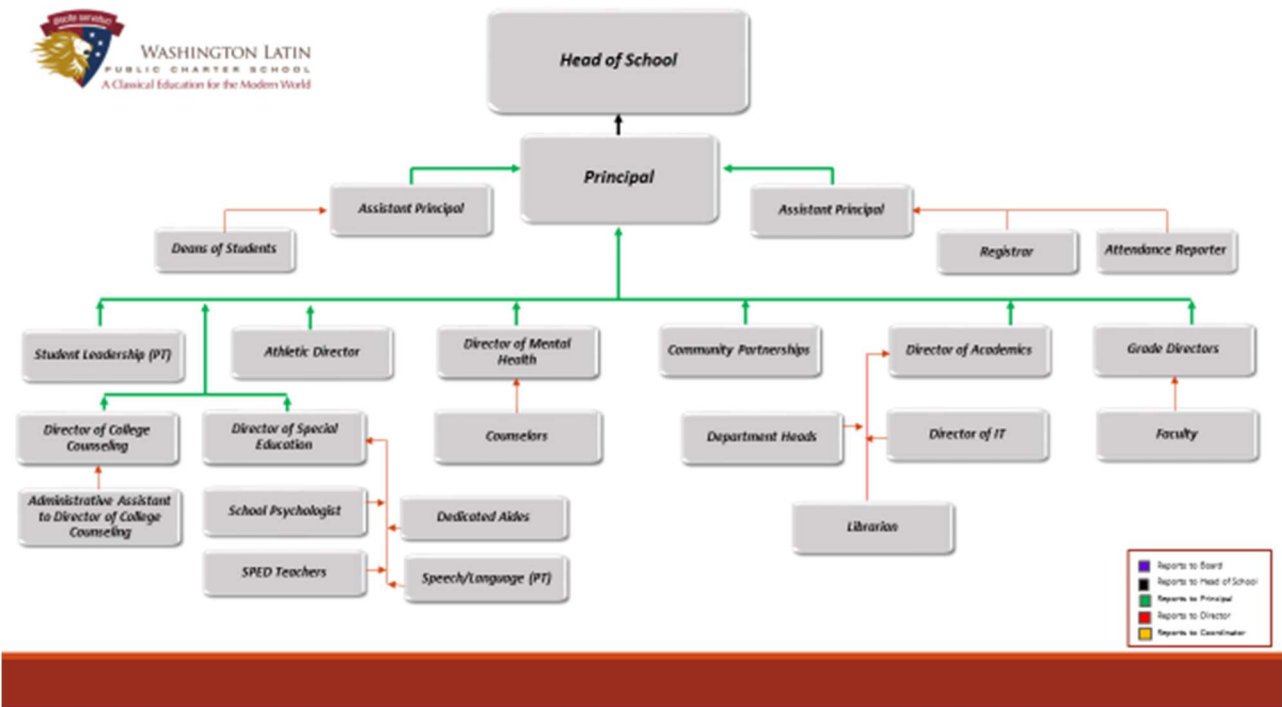 discite servaturi
WASHINGTON LATIN
PUBLIC CHARTER SCHOOL
A Classical Education for the Modern World
Head of School
Principal
Assistant Principal
Assistant Principal
Deans of Students
Registrar
Attendance Reporter
Student Leadership (PT)
Athletic Director
Director of Mental
Health
Community Partnerships
Director of Academics
Grade Directors
Director of College
Counseling
Director of Special
Education
Counselors
Department Heads
Director of IT
Faculty
Administrative Assistant
to Director of College
Counseling
School Psychologist
Dedicated Aides
Librarian
SPED Teachers
Speech/Language (PT)
Reports to Board
Reports to Head of School
Reports to Principal
Reports to Director
Reports to Coordinator